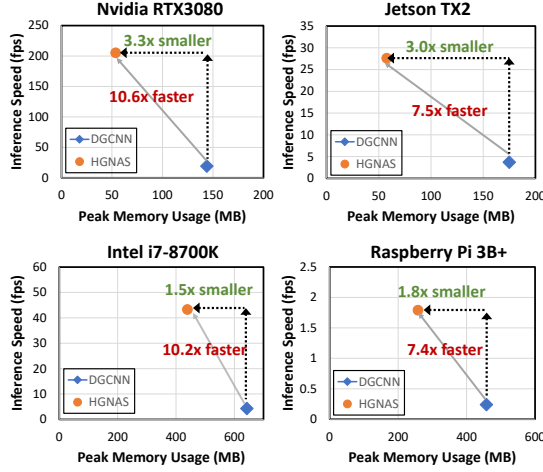 Nvidia RTX3080
Inference Speed (fps)
250
200
150
100
50
0
3.3x smaller
10.6x faster
DGCNN
HGNAS
0 50 100 150 200
Peak Memory Usage (MB)
Jetson TX2
Inference Speed (fps)
35
30
25
20
15
10
5
0
3.0x smaller
7.5x faster
DGCNN
HGNAS
0 50 100 150 200
Peak Memory Usage (MB)
Intel i7-8700K
Inference Speed (fps)
60
50
40
30
20
10
0
1.5x smaller
10.2x faster
DGCNN
HGNAS
0 200 400 600
Peak Memory Usage (MB)
Raspberry Pi 3B+
Inference Speed (fps)
2
1.5
1
0.5
0
1.8x smaller
7.4x faster
DGCNN
HGNAS
0 200 400 600
Peak Memory Usage (MB)